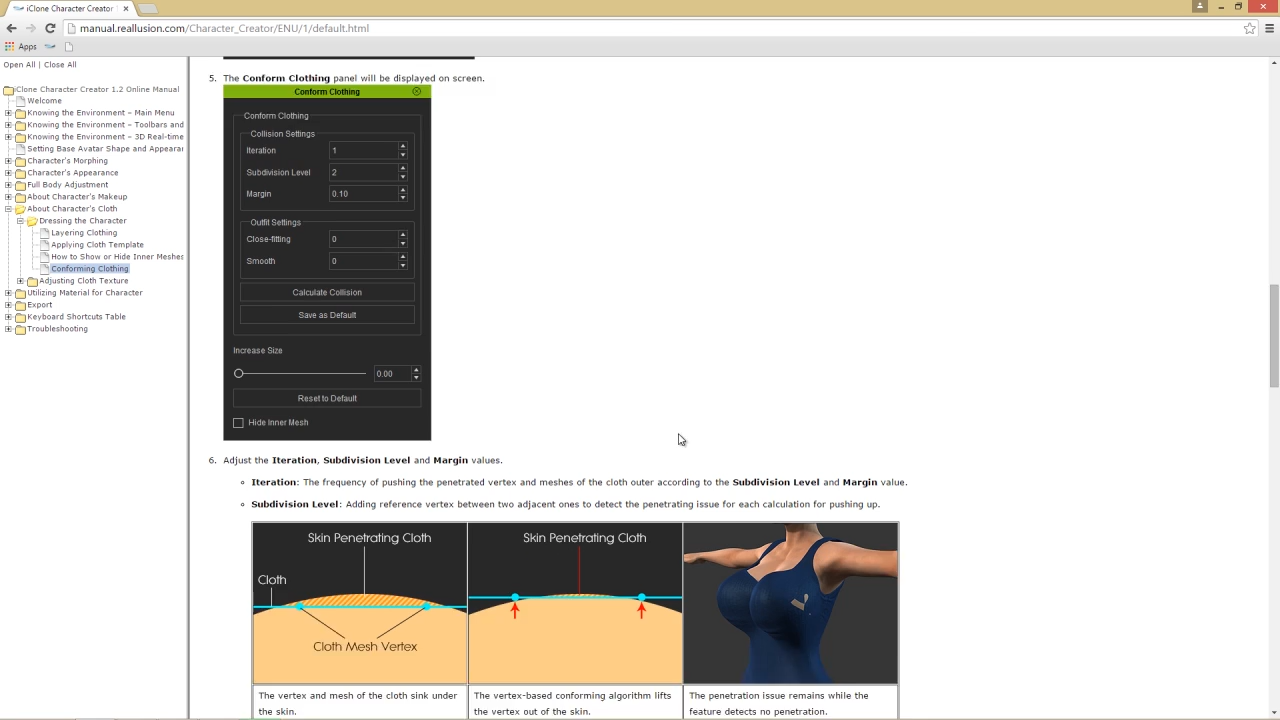 iClone Character Creator 1.2
manual.reallusion.com/Character_Creator/ENU/1/default.html
Apps
Open All | Close All
iClone Character Creator 1.2 Online Manual
Welcome
Knowing the Environment – Main Menu
Knowing the Environment – Toolbars and
Knowing the Environment – 3D Real-time
Setting Base Avatar Shape and Appearan
Character's Morphing
Character's Appearance
Full Body Adjustment
About Character's Makeup
About Character's Cloth
Dressing the Character
Layering Clothing
Applying Cloth Template
How to Show or Hide Inner Meshes
Conforming Clothing
Adjusting Cloth Texture
Utilizing Material for Character
Export
Keyboard Shortcuts Table
Troubleshooting
5. The Conform Clothing panel will be displayed on screen.
Conform Clothing
Conform Clothing
Collision Settings
Iteration 1
Subdivision Level 2
Margin 0.10
Outfit Settings
Close-fitting 0
Smooth 0
Calculate Collision
Save as Default
Increase Size
0.00
Reset to Default
Hide Inner Mesh
6. Adjust the Iteration, Subdivision Level and Margin values.
Iteration: The frequency of pushing the penetrated vertex and meshes of the cloth outer according to the Subdivision Level and Margin value.
Subdivision Level: Adding reference vertex between two adjacent ones to detect the penetrating issue for each calculation for pushing up.
Skin Penetrating Cloth
Cloth
Cloth Mesh Vertex
Skin Penetrating Cloth
The vertex and mesh of the cloth sink under
the skin.
The vertex-based conforming algorithm lifts
the vertex out of the skin.
The penetration issue remains while the
feature detects no penetration.